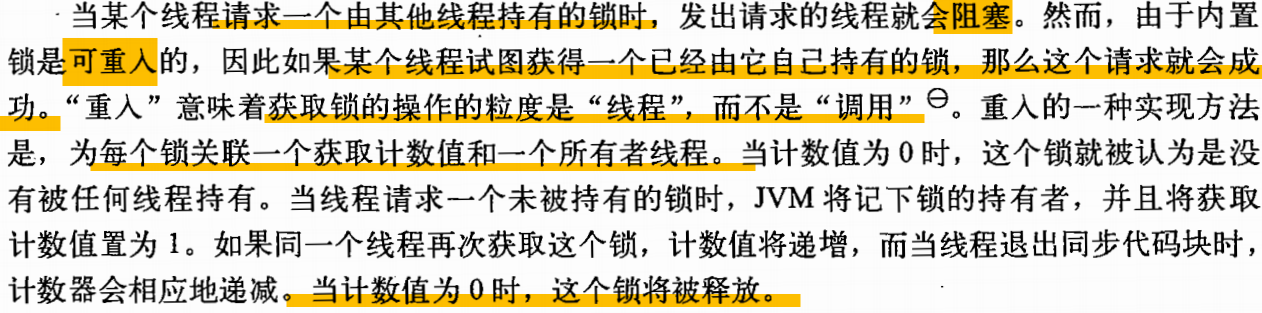 当某个线程请求一个由其他线程持有的锁时，发出请求的线程就会阻塞。然而，由于内置
锁是可重入的，因此如果某个线程试图获得一个已经由它自己持有的锁，那么这个请求就会成
功。“重入”意味着获取锁的操作的粒度是“线程”，而不是“调用”㊀。重入的一种实现方法
是，为每个锁关联一个获取计数值和一个所有者线程。当计数值为 0 时，这个锁就被认为是没
有被任何线程持有。当线程请求一个未被持有的锁时，JVM 将记下锁的持有者，并且将获取
计数值置为 1。如果同一个线程再次获取这个锁，计数值将递增，而当线程退出同步代码块时，
计数器会相应地递减。当计数值为 0 时，这个锁将被释放。